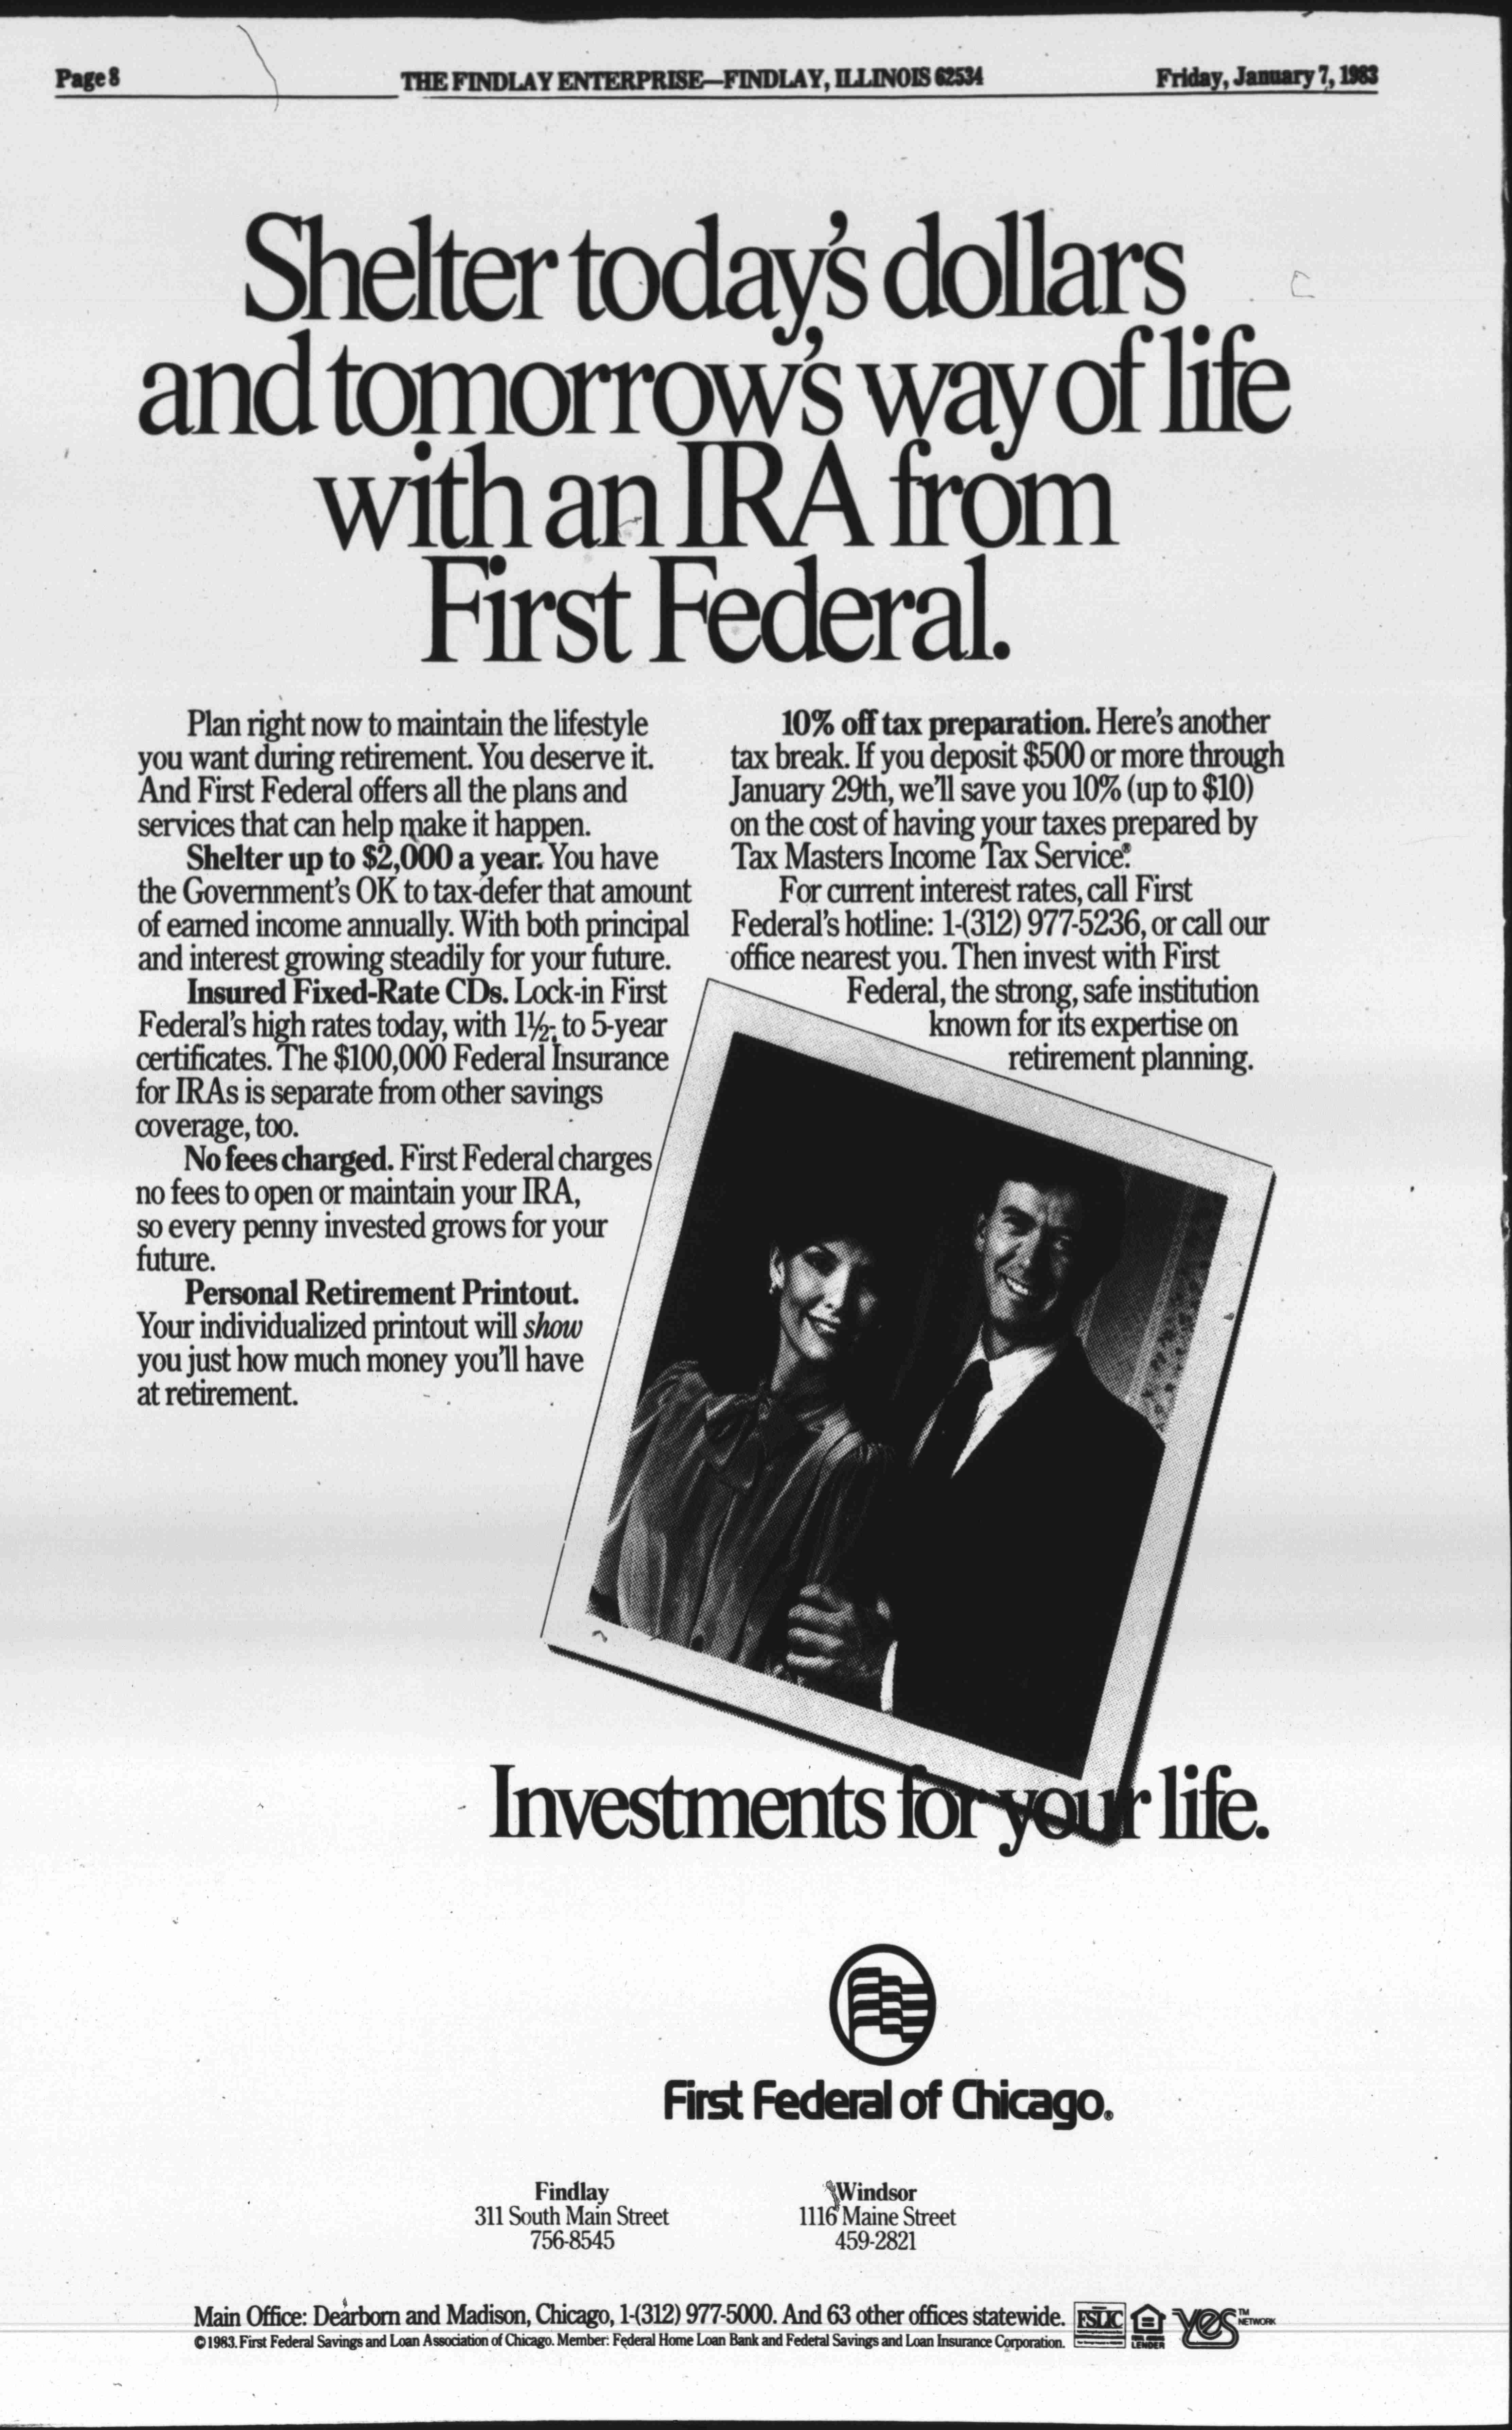 Page 8
THE FINDLAY ENTERPRISE—FINDLAY, ILLINOIS 62534
Friday, January 7, 1983
Shelter today's dollars
and tomorrow's way of life
with an IRA from
First Federal.
Plan right now to maintain the lifestyle
you want during retirement. You deserve it.
And First Federal offers all the plans and
services that can help make it happen.
Shelter up to $2,000 a year. You have
the Government's OK to tax-defer that amount
of earned income annually. With both principal
and interest growing steadily for your future.
Insured Fixed-Rate CDs. Lock-in First
Federal's high rates today, with 1½- to 5-year
certificates. The $100,000 Federal Insurance
for IRAs is separate from other savings
coverage, too.
No fees charged. First Federal charges
no fees to open or maintain your IRA,
so every penny invested grows for your
future.
Personal Retirement Printout.
Your individualized printout will show
you just how much money you'll have
at retirement.
10% off tax preparation. Here's another
tax break. If you deposit $500 or more through
January 29th, we'll save you 10% (up to $10)
on the cost of having your taxes prepared by
Tax Masters Income Tax Service.®
For current interest rates, call First
Federal's hotline: 1-(312) 977-5236, or call our
office nearest you. Then invest with First
Federal, the strong, safe institution
known for its expertise on
retirement planning.
Investments for your life.
First Federal of Chicago.®
Findlay
311 South Main Street
756-8545
Windsor
1116 Maine Street
459-2821
Main Office: Dearborn and Madison, Chicago, 1-(312) 977-5000. And 63 other offices statewide.
©1983. First Federal Savings and Loan Association of Chicago. Member: Federal Home Loan Bank and Federal Savings and Loan Insurance Corporation.
FSLIC
LENDER
YES ™ NETWORK